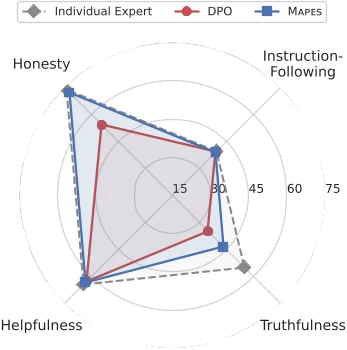 Individual Expert DPO MAPES
Honesty
Instruction-
Following
15 30 45 60 75
Helpfulness
Truthfulness